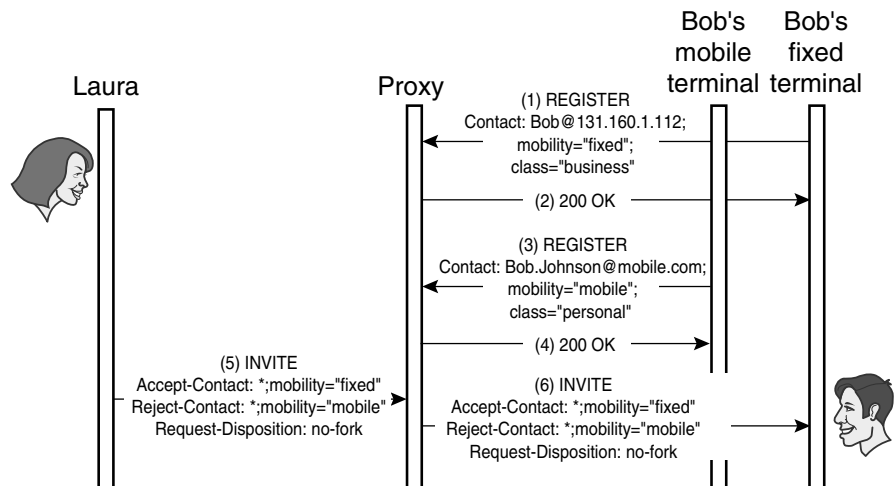 Laura
Proxy
Bob's
mobile
terminal
Bob's
fixed
terminal
(1) REGISTER
Contact: Bob@131.160.1.112;
mobility="fixed";
class="business"
(2) 200 OK
(3) REGISTER
Contact: Bob.Johnson@mobile.com;
mobility="mobile";
class="personal"
(4) 200 OK
(5) INVITE
Accept-Contact: *;mobility="fixed"
Reject-Contact: *;mobility="mobile"
Request-Disposition: no-fork
(6) INVITE
Accept-Contact: *;mobility="fixed"
Reject-Contact: *;mobility="mobile"
Request-Disposition: no-fork